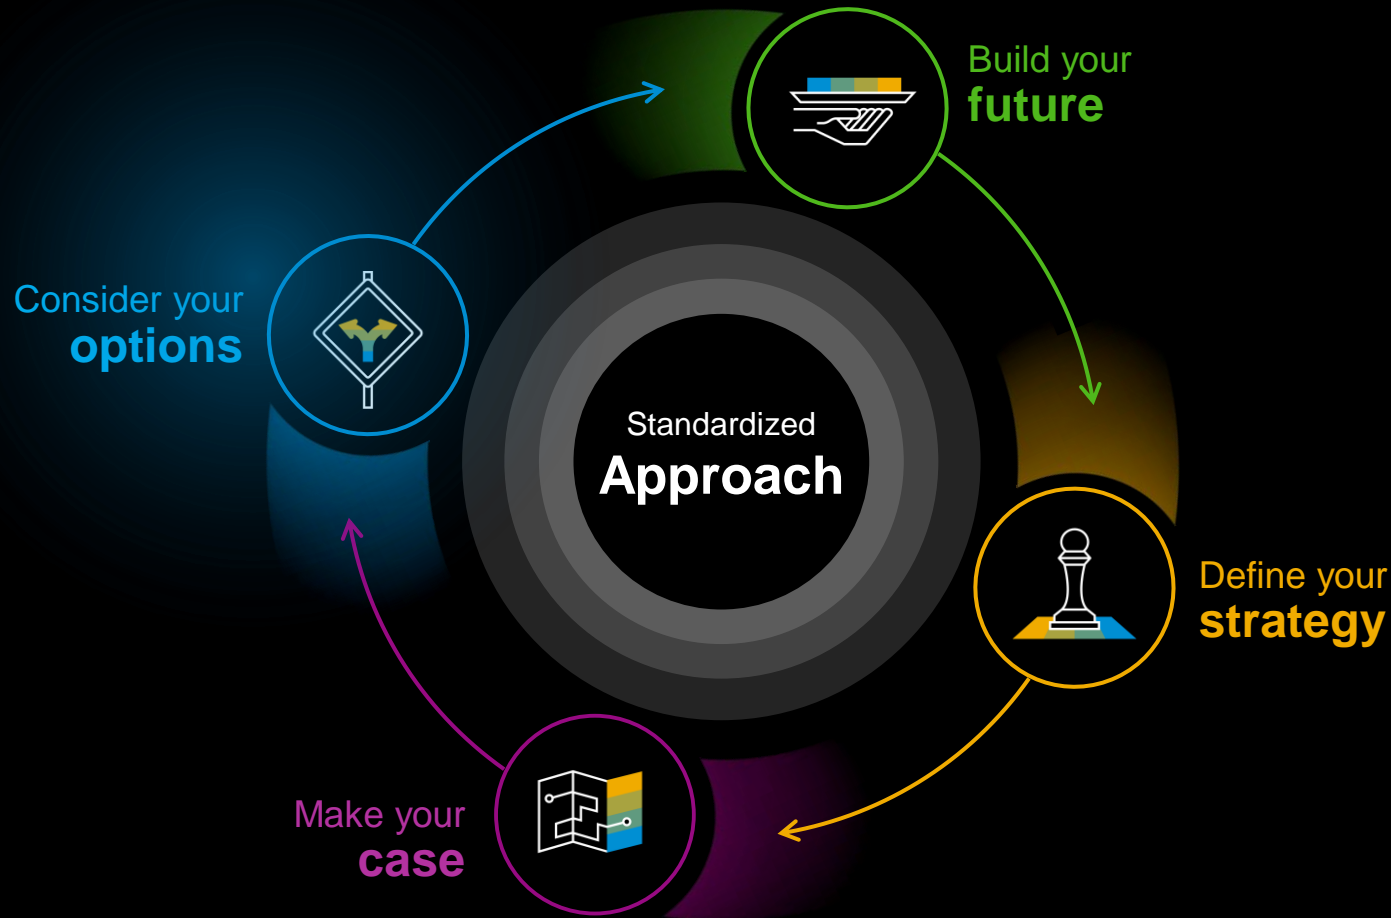 Build your
future
Consider your
options
Standardized
Approach
Define your
strategy
Make your
case